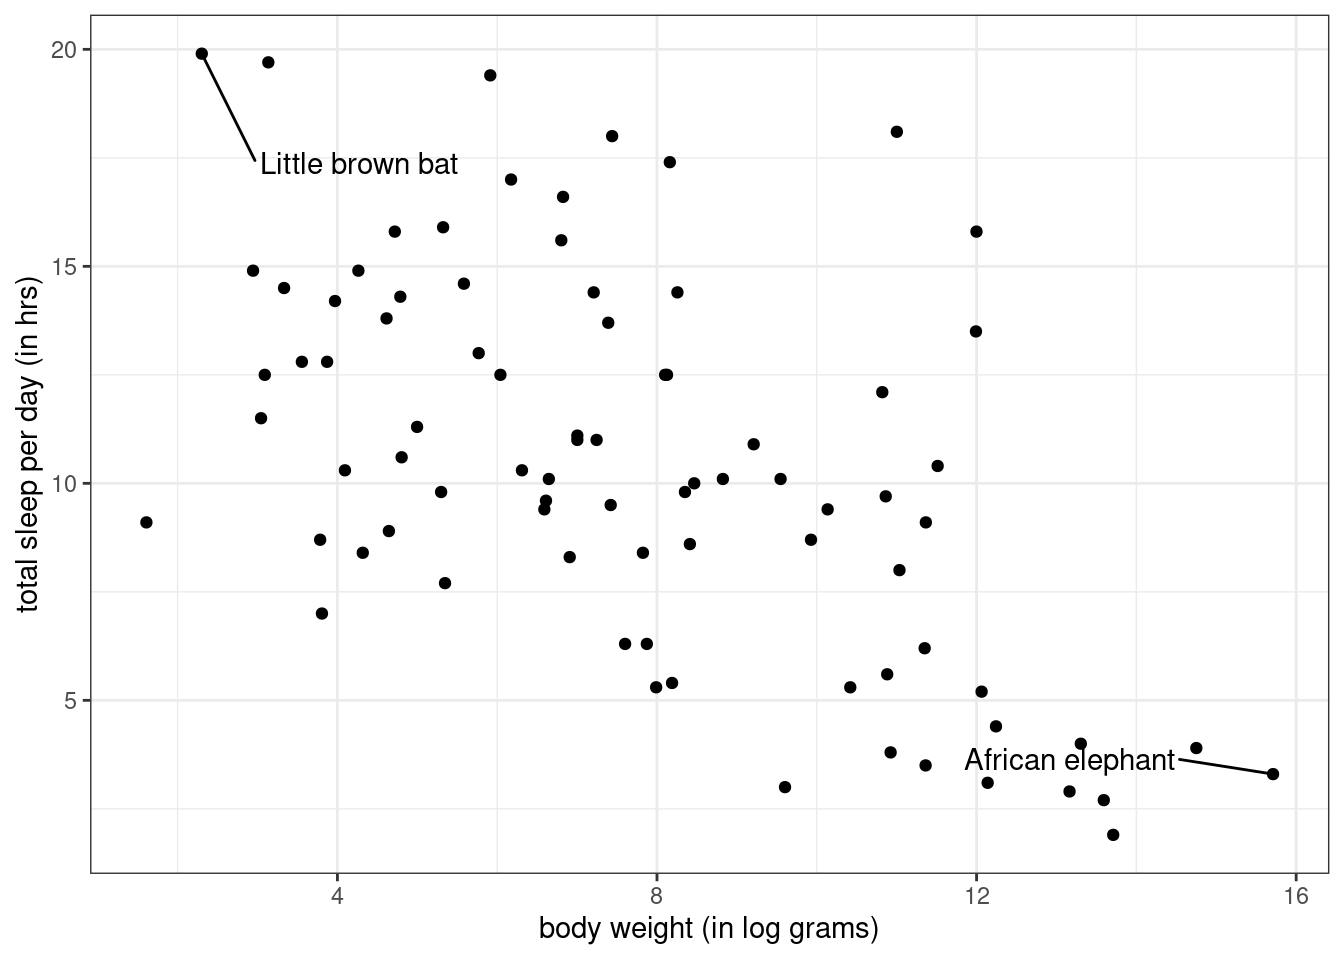 20
15
10
5
total sleep per day (in hrs)
Little brown bat
African elephant
4 8 12 16
body weight (in log grams)